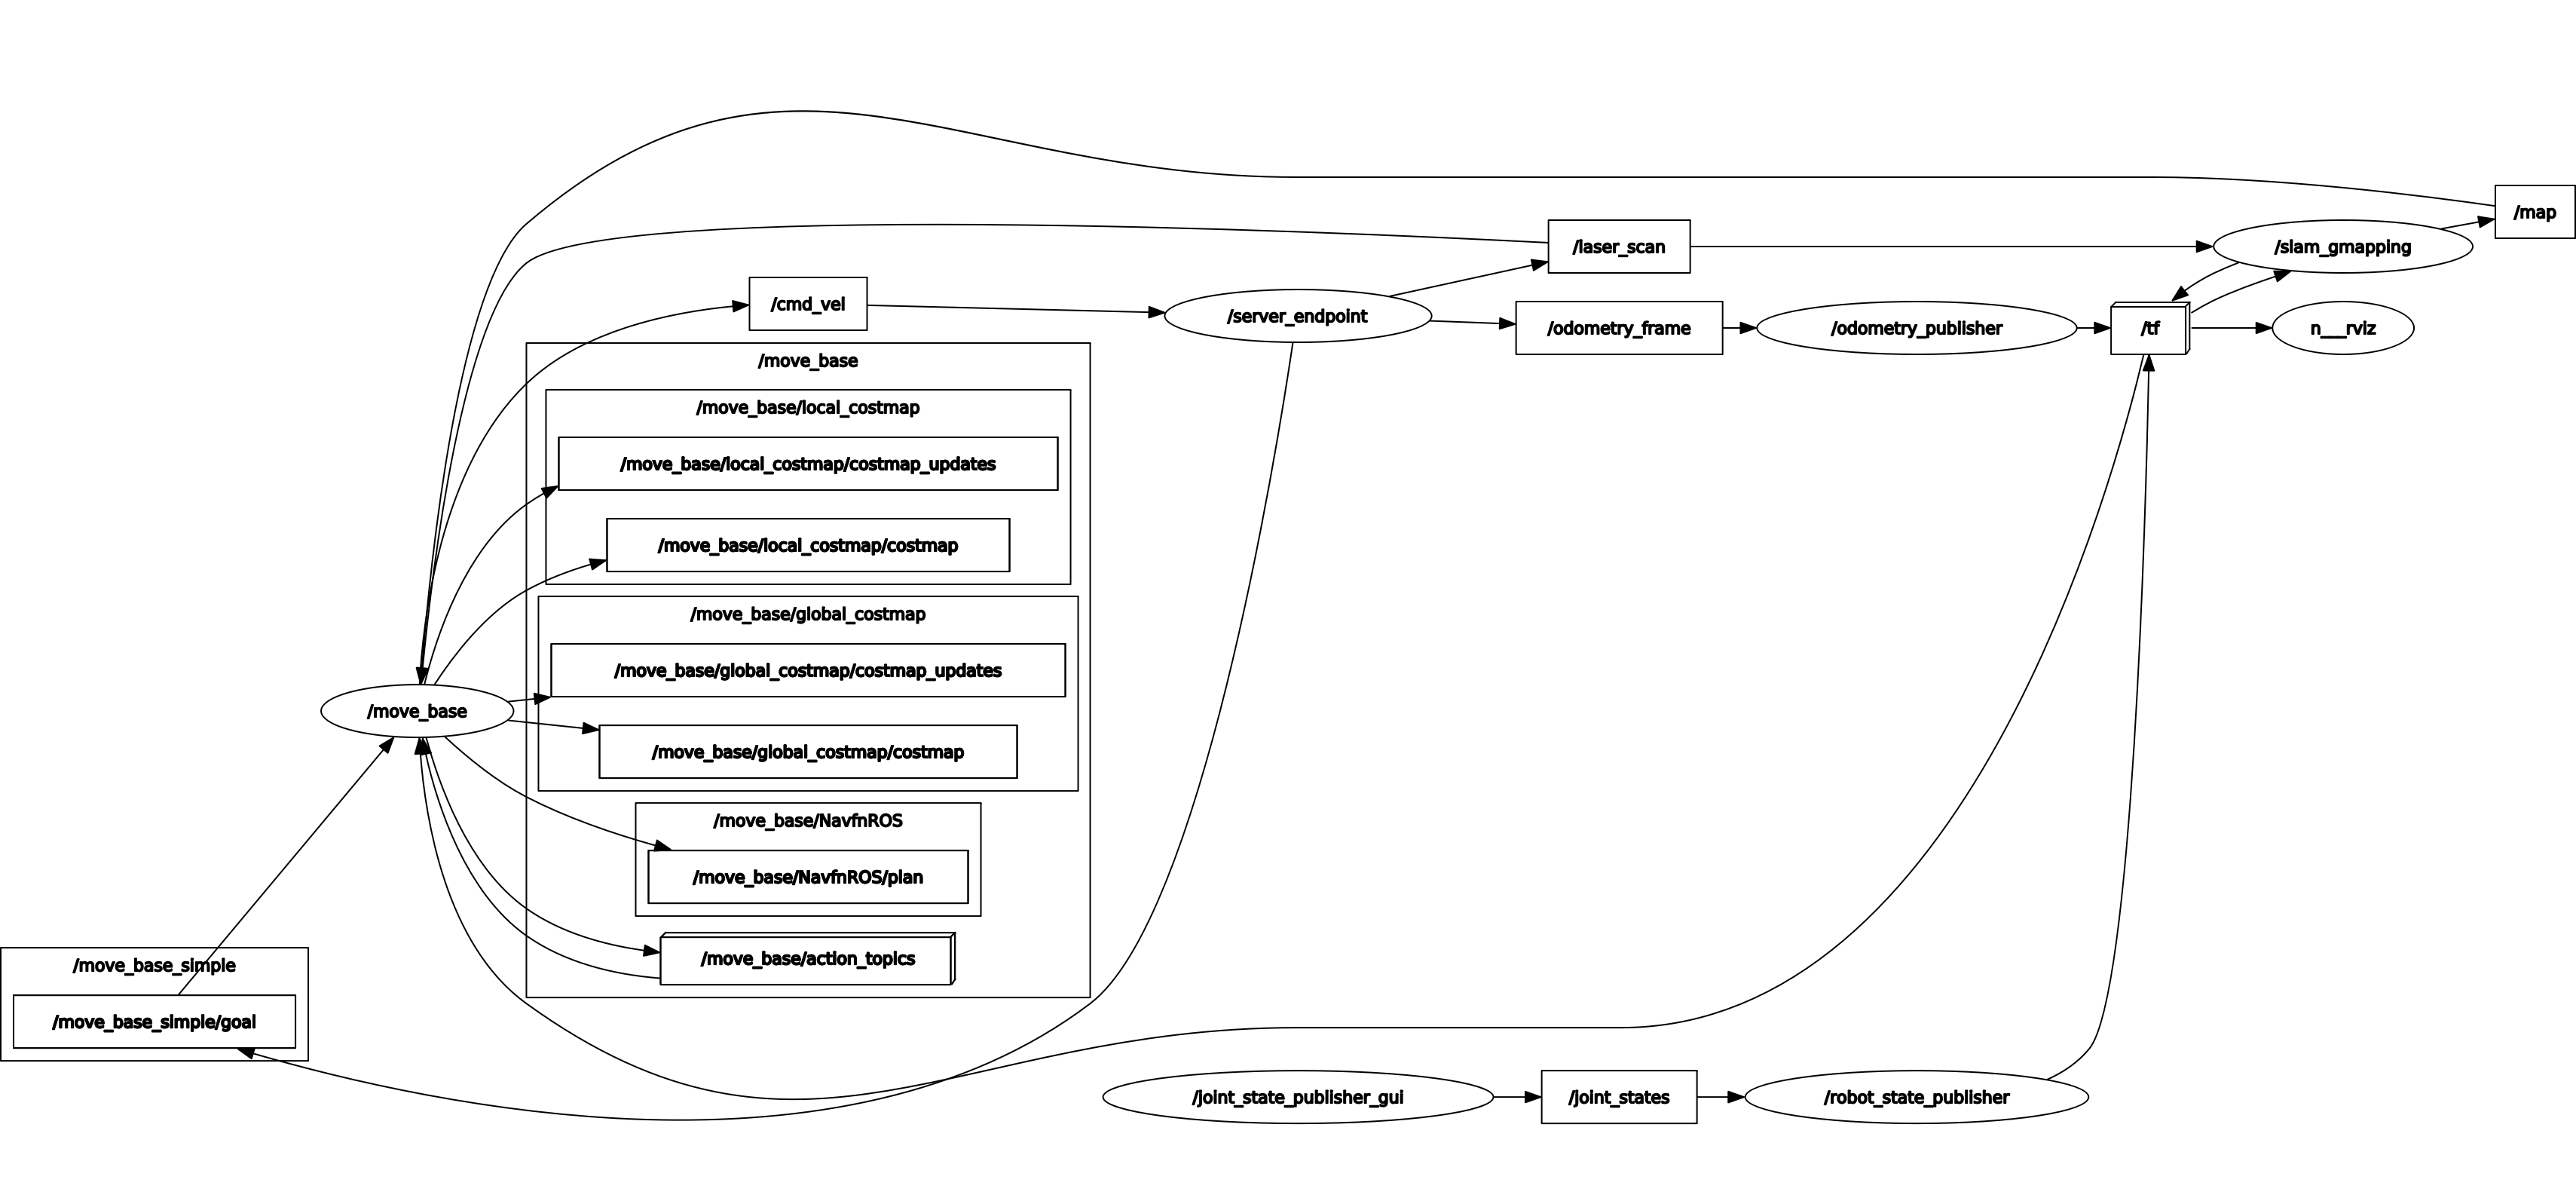 /map
/laser_scan
/slam_gmapping
/cmd_vel
/server_endpoint
/odometry_frame
/odometry_publisher
/tf
n___rviz
/move_base
/move_base/local_costmap
/move_base/local_costmap/costmap_updates
/move_base/local_costmap/costmap
/move_base/global_costmap
/move_base/global_costmap/costmap_updates
/move_base
/move_base/global_costmap/costmap
/move_base/NavfnROS
/move_base/NavfnROS/plan
/move_base/action_topics
/move_base_simple
/move_base_simple/goal
/joint_state_publisher_gui
/joint_states
/robot_state_publisher